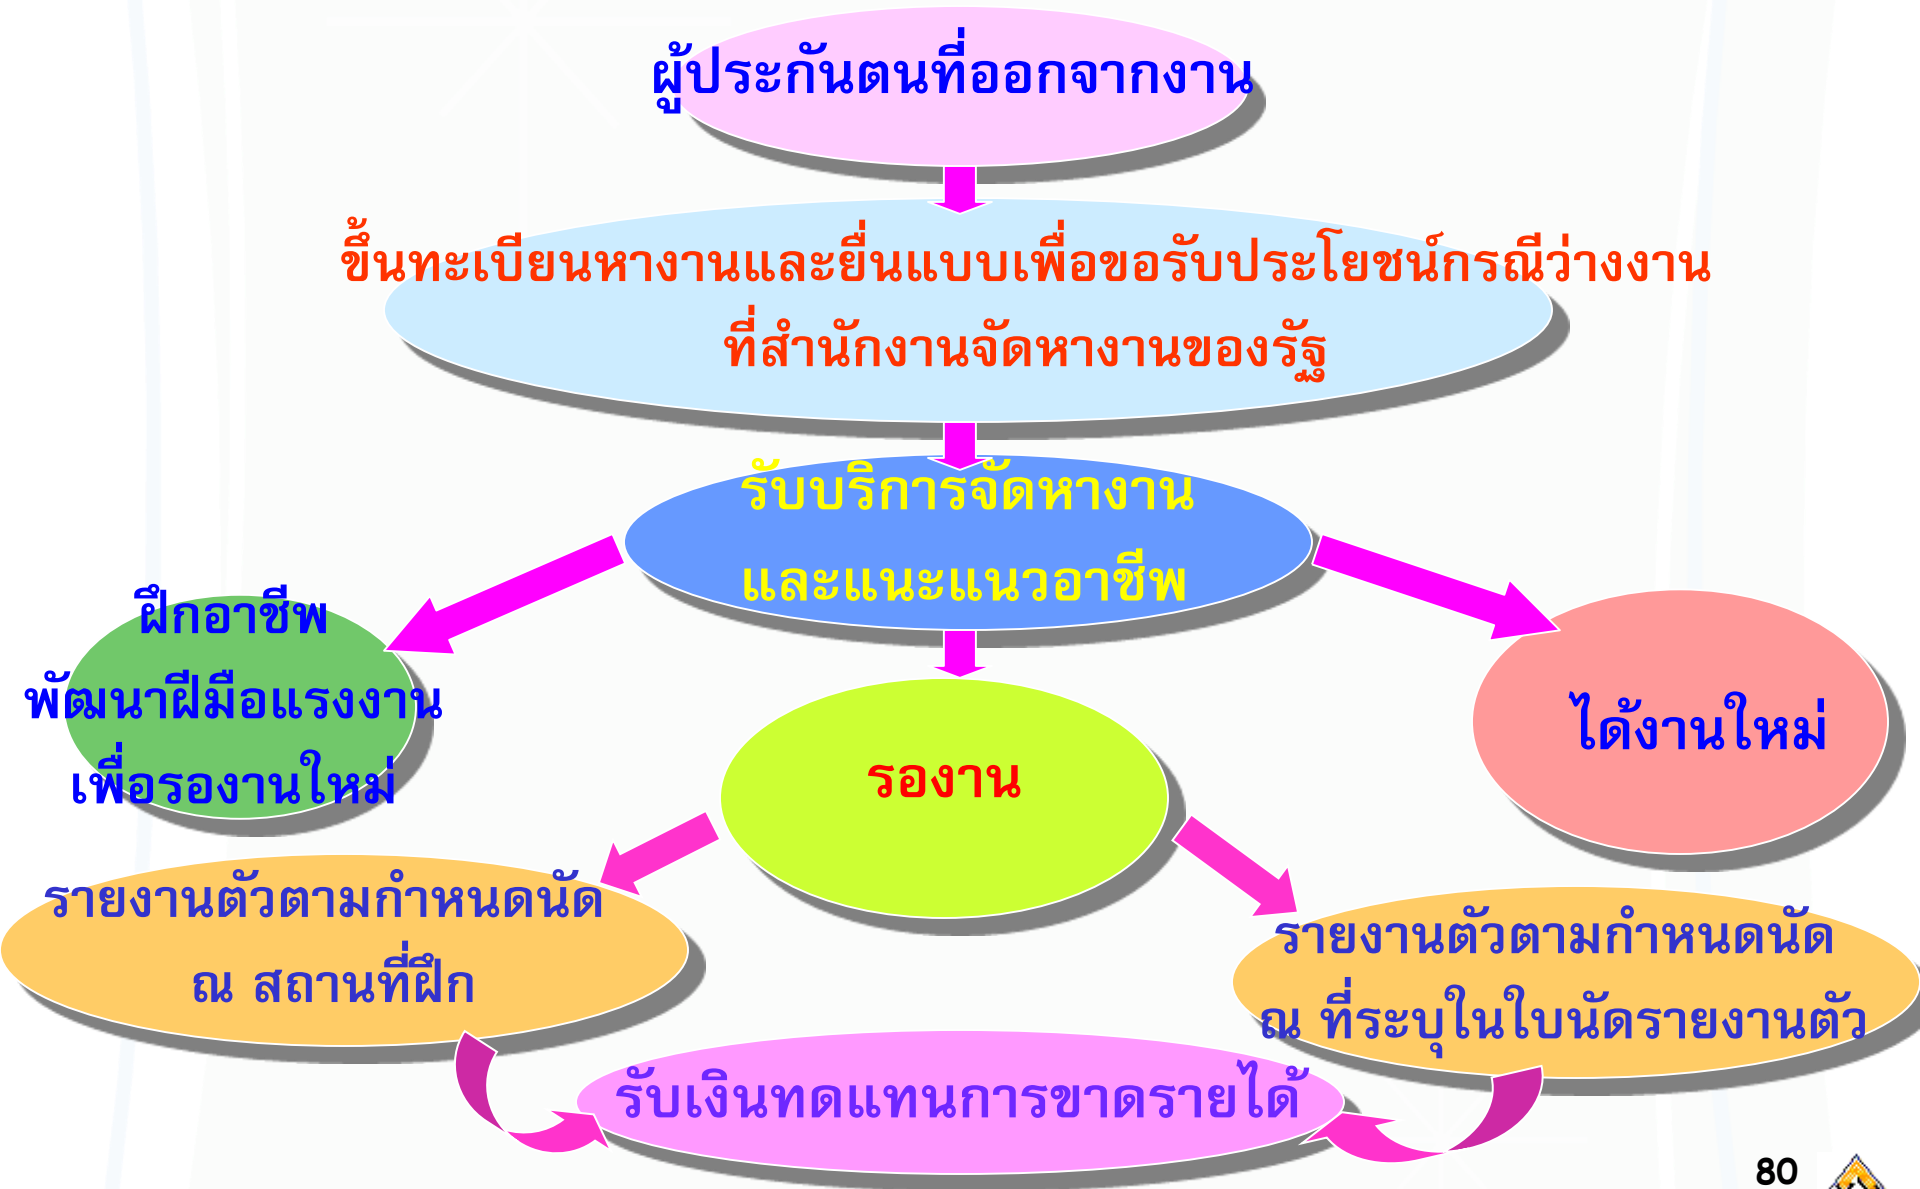 ผู้ประกันตนที่ออกจากงาน
ขึ้นทะเบียนหางานและยื่นแบบเพื่อขอรับประโยชน์กรณีว่างงาน
ที่สำนักงานจัดหางานของรัฐ
รับบริการจัดหางาน
และแนะแนวอาชีพ
ฝึกอาชีพ
พัฒนาฝีมือแรงงาน
เพื่อรองานใหม่
รองาน
ได้งานใหม่
รายงานตัวตามกำหนดนัด
ณ สถานที่ฝึก
รายงานตัวตามกำหนดนัด
ณ ที่ระบุในใบนัดรายงานตัว
รับเงินทดแทนการขาดรายได้
80